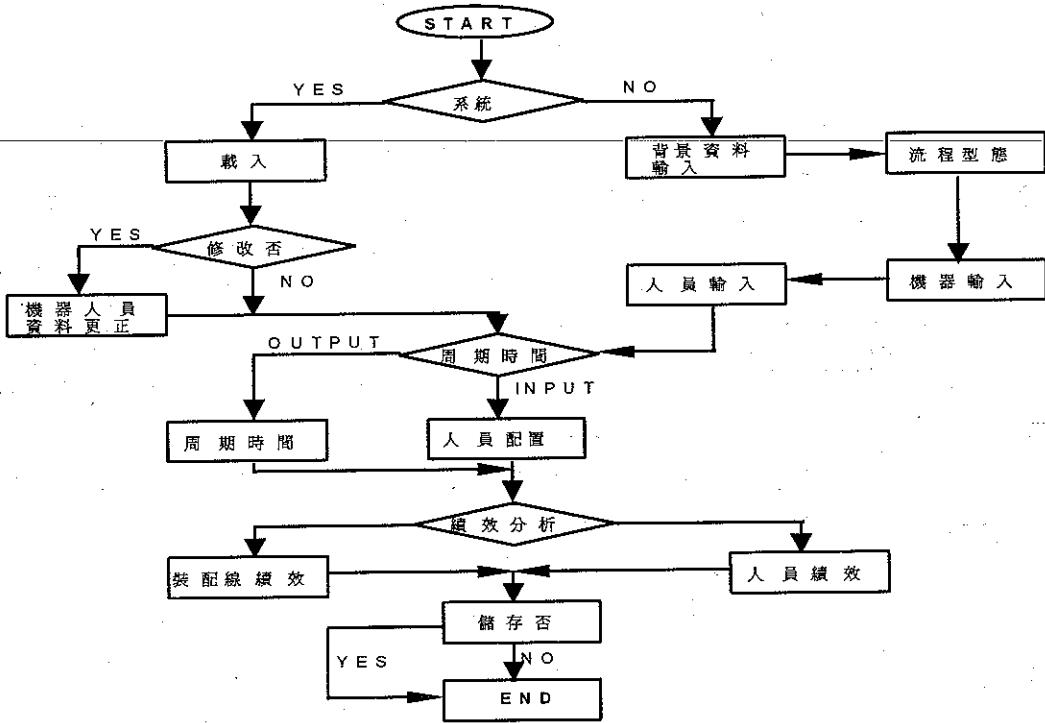 START
YES
NO
系統
載入
背景資料
輸入
流程型態
YES
修改否
NO
人員輸入
機器輸入
機器人員
資料更正
OUTPUT
周期時間
INPUT
周期時間
人員配置
績效分析
裝配線績效
人員績效
儲存否
YES
NO
END